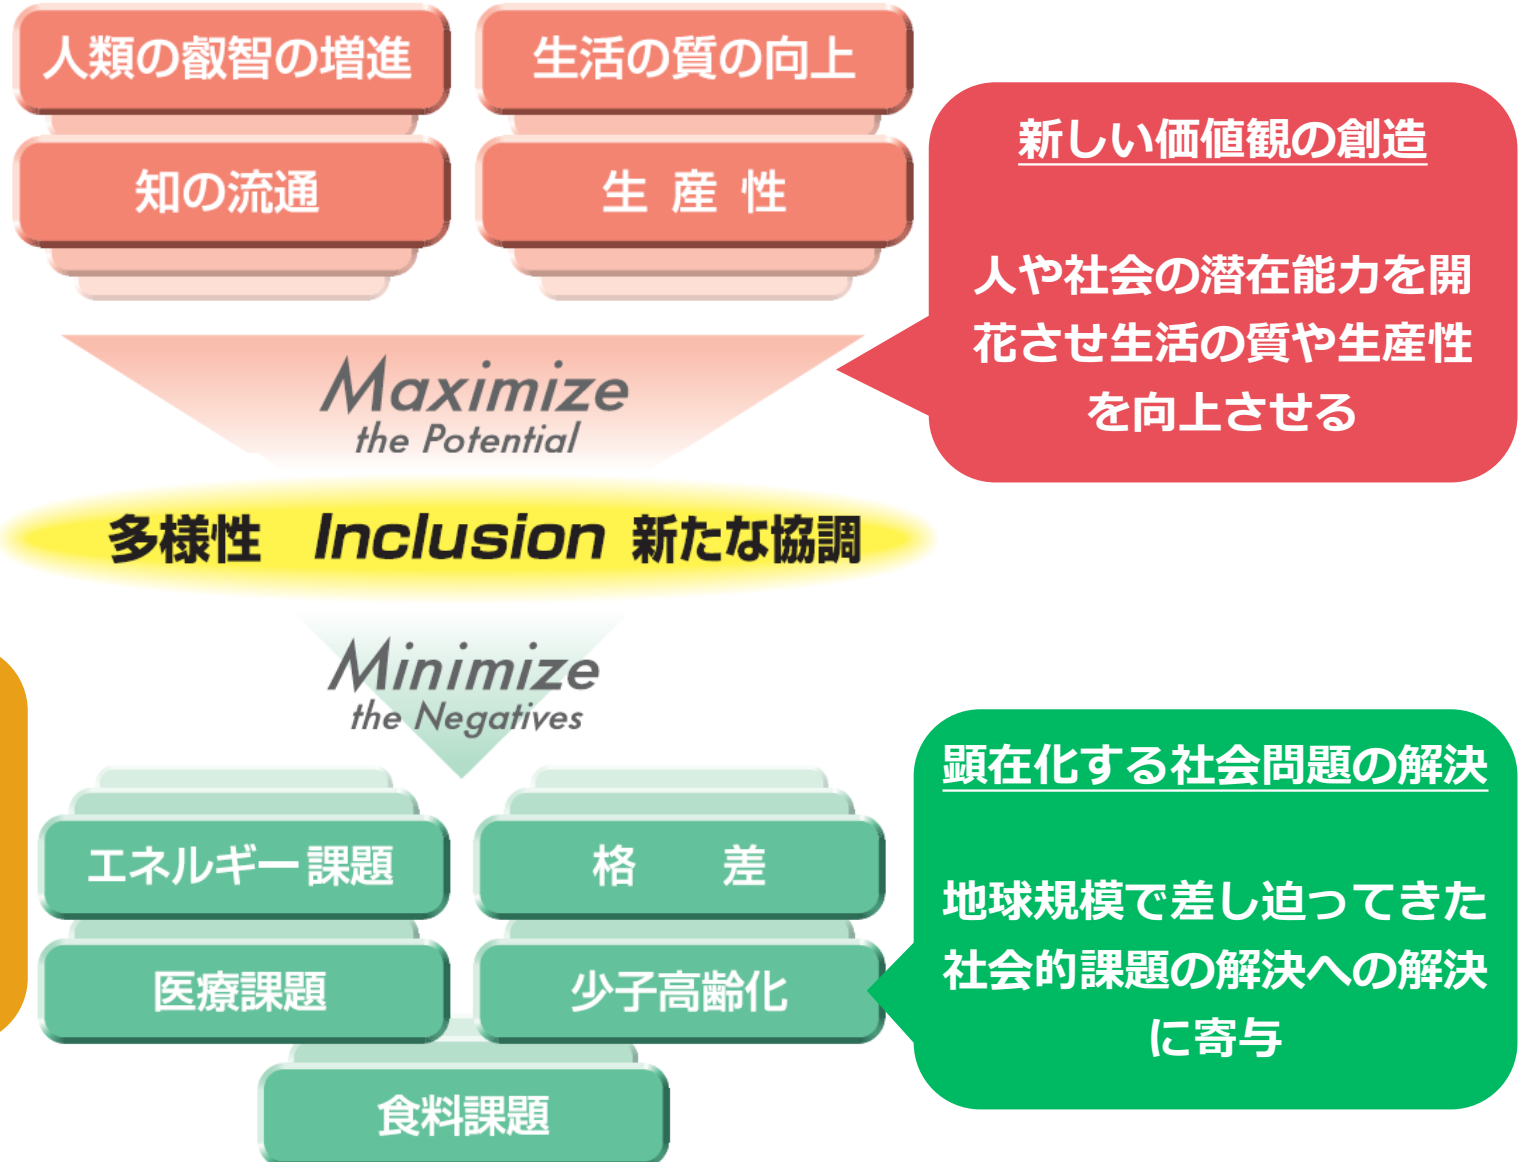 人類の叡智の増進
生活の質の向上
知の流通
生産性
新しい価値観の創造
人や社会の潜在能力を開
花させ生活の質や生産性
を向上させる
Maximize
the Potential
多様性 Inclusion 新たな協調
Minimize
the Negatives
エネルギー課題
格差
医療課題
少子高齢化
食料課題
顕在化する社会問題の解決
地球規模で差し迫ってきた
社会的課題の解決への解決
に寄与